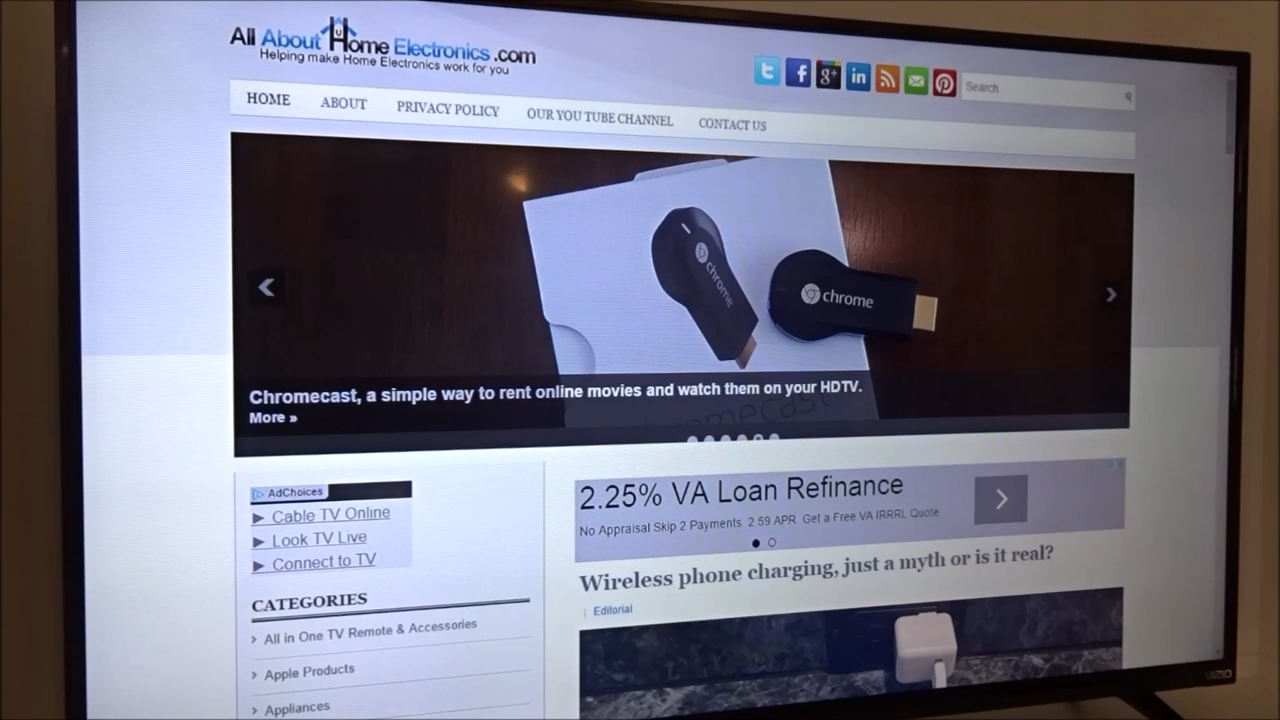 All About Home Electronics.com
Helping make Home Electronics work for you
Search
HOME ABOUT PRIVACY POLICY OUR YOU TUBE CHANNEL CONTACT US
chrome
chrome
Chromecast, a simple way to rent online movies and watch them on your HDTV.
More »
AdChoices
Cable TV Online
Look TV Live
Connect to TV
CATEGORIES
All in One TV Remote & Accessories
Apple Products
Appliances
2.25% VA Loan Refinance
No Appraisal Skip 2 Payments 2 59 APR Get a Free VA IRRRL Quote
Wireless phone charging, just a myth or is it real?
Editorial
VIZIO